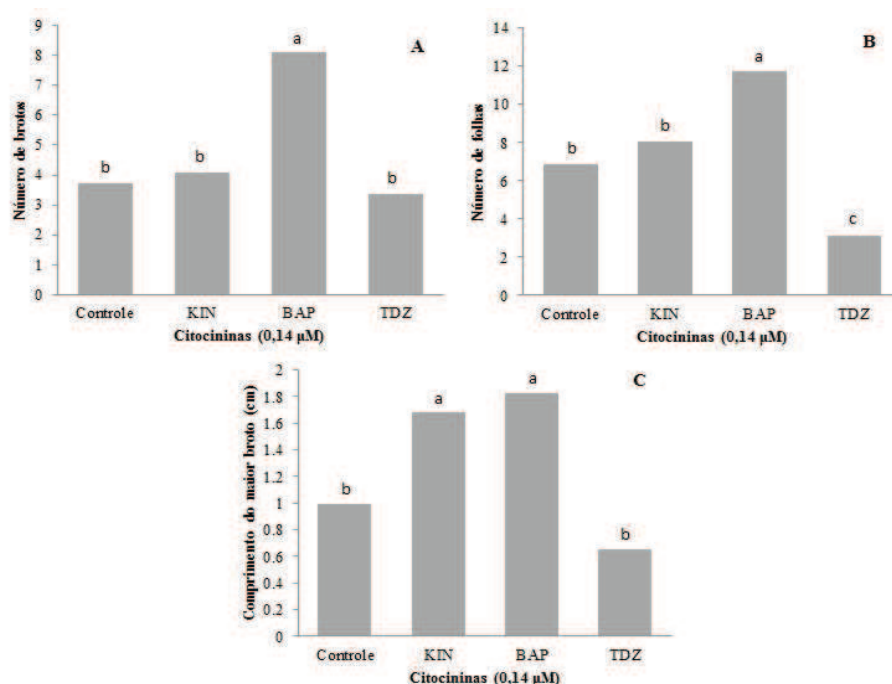 A
Número de brotos
9
8
7
6
5
4
3
2
1
0
b
b
a
b
Controle KIN BAP TDZ
Citocininas (0,14 µM)
B
Número de folhas
14
12
10
8
6
4
2
0
b
b
a
c
Controle KIN BAP TDZ
Citocininas (0,14 µM)
C
Comprimento do maior broto (cm)
2
1.8
1.6
1.4
1.2
1
0.8
0.6
0.4
0.2
0
b
a
a
b
Controle KIN BAP TDZ
Citocininas (0,14 µM)